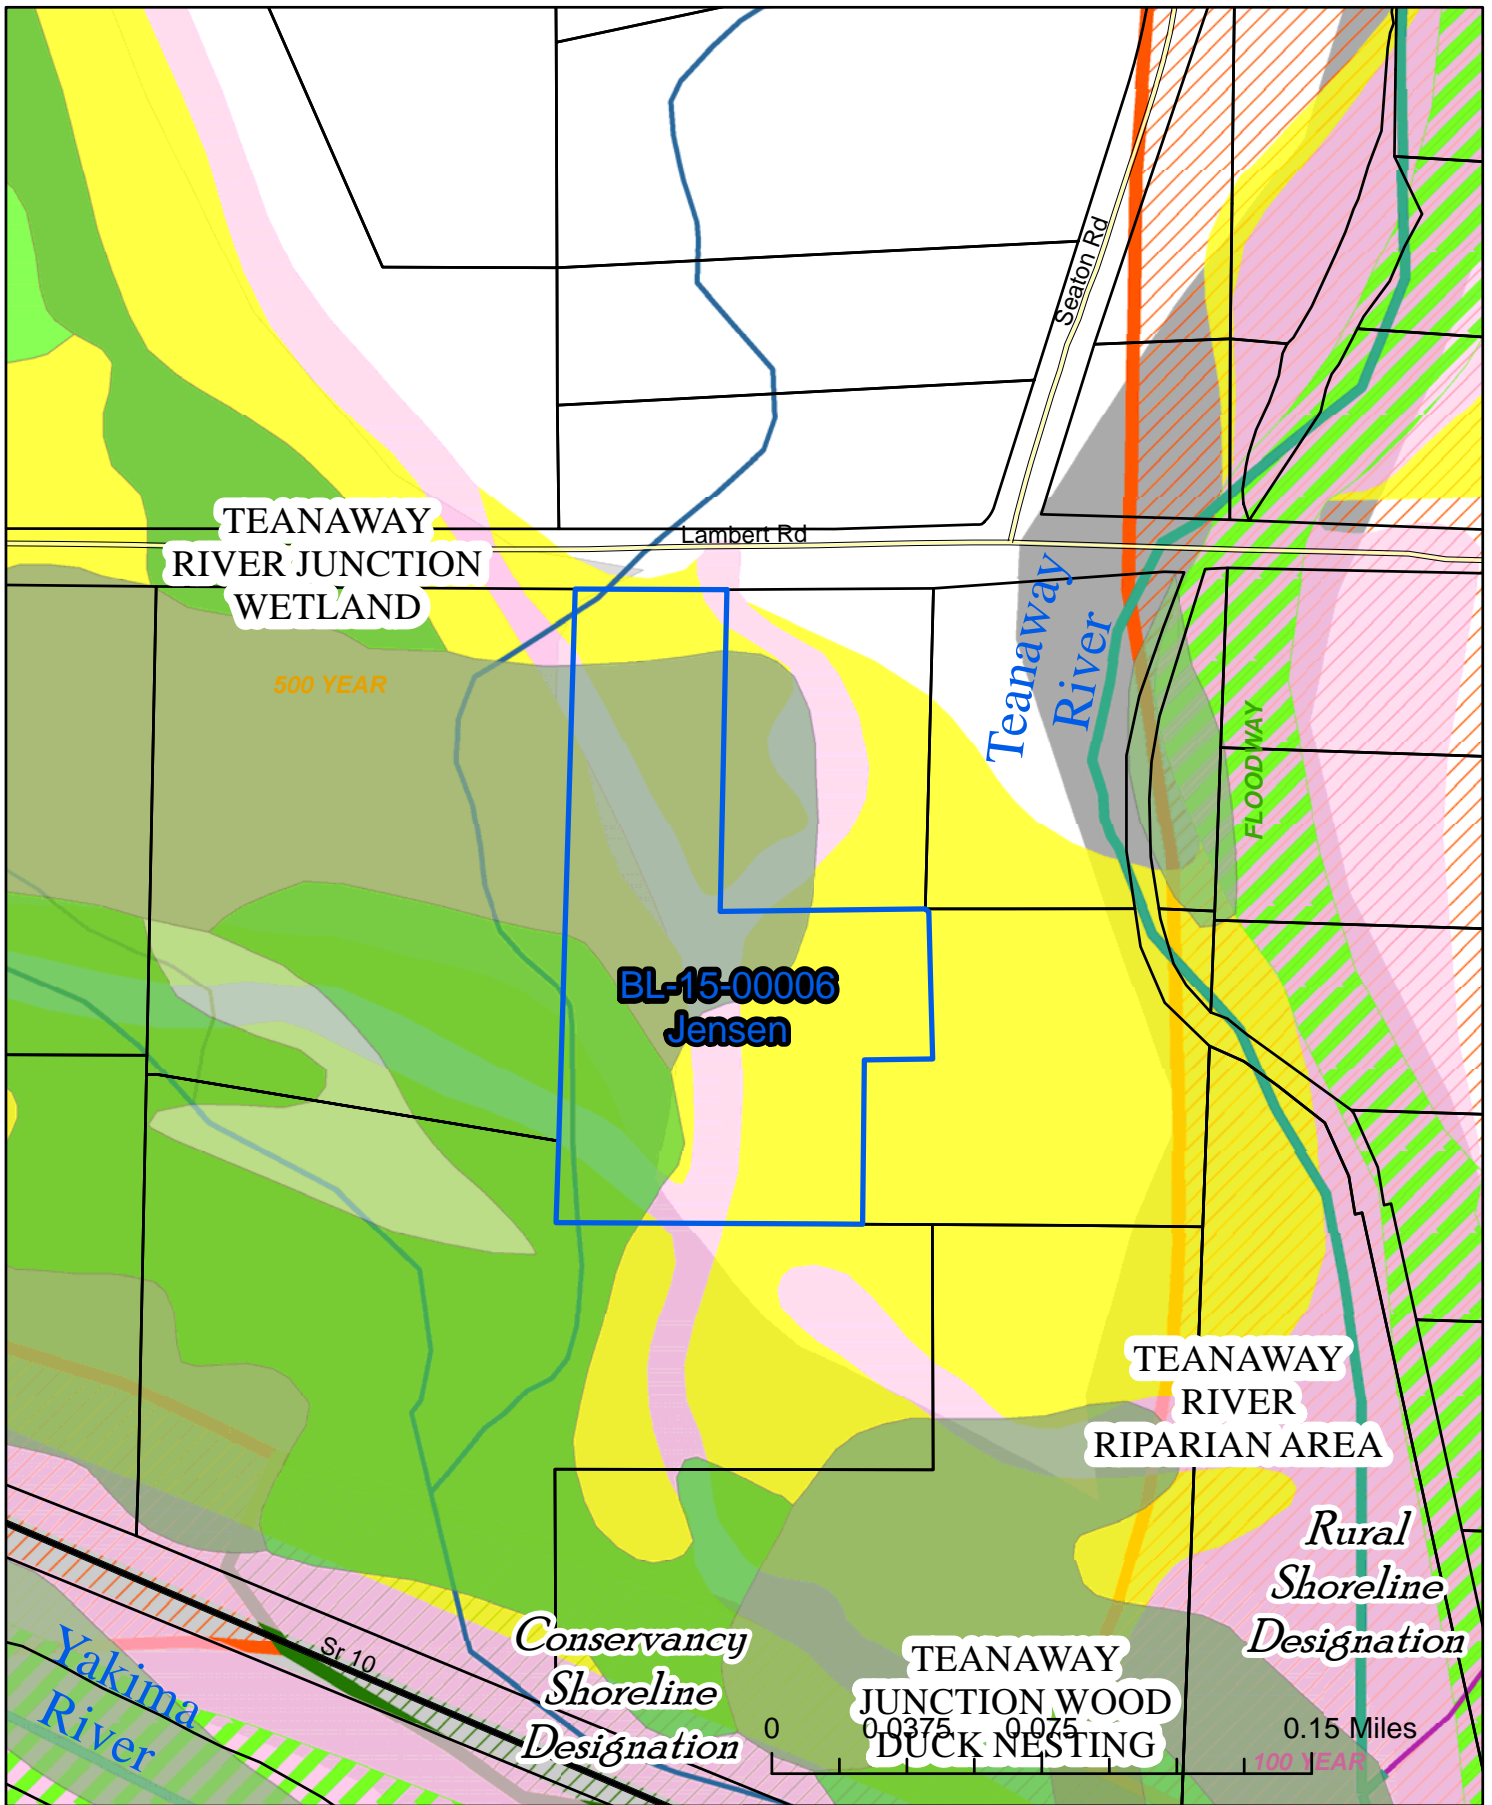 Seaton Rd
TEANAWAY
RIVER JUNCTION
WETLAND
Lambert Rd
Teanaway
River
500 YEAR
FLOODWAY
BL-15-00006
Jensen
TEANAWAY
RIVER
RIPARIAN AREA
Rural
Shoreline
Designation
Conservancy
Shoreline
Designation
Sr 10
Yakima
River
TEANAWAY
JUNCTION WOOD
DUCK NESTING
0 0.0375 0.075 0.15 Miles
100 YEAR